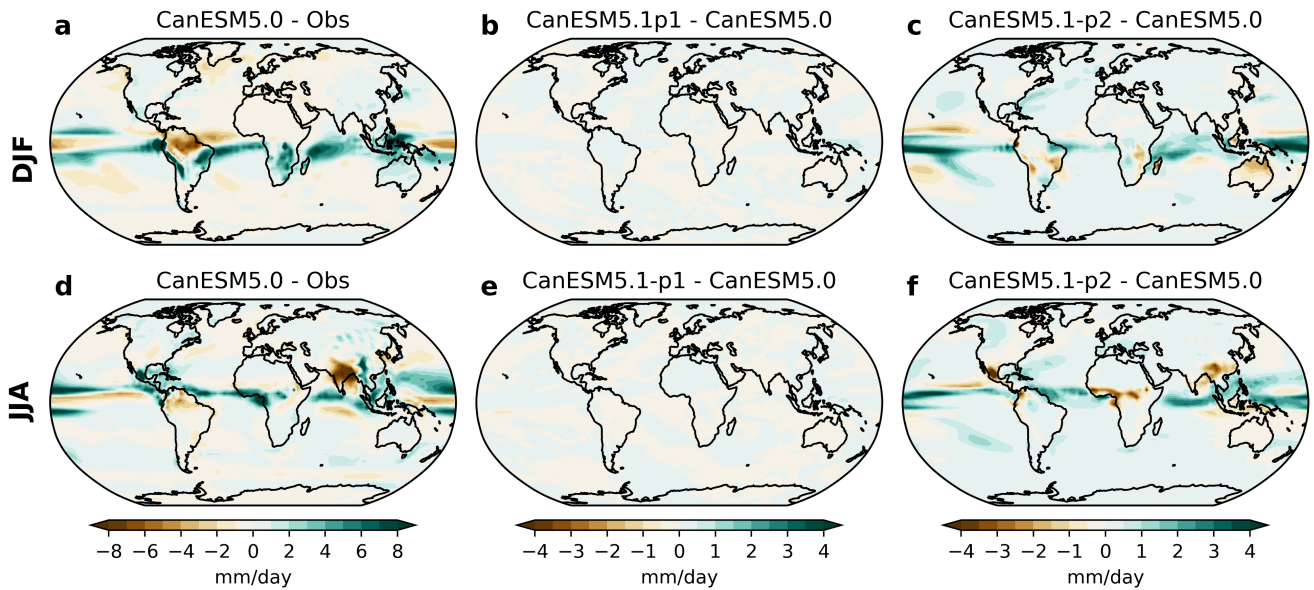 a CanESM5.0 - Obs
b CanESM5.1p1 - CanESM5.0
c CanESM5.1-p2 - CanESM5.0
DJF
d CanESM5.0 - Obs
e CanESM5.1-p1 - CanESM5.0
f CanESM5.1-p2 - CanESM5.0
JJA
−8 −6 −4 −2 0 2 4 6 8
mm/day
−4 −3 −2 −1 0 1 2 3 4
mm/day
−4 −3 −2 −1 0 1 2 3 4
mm/day